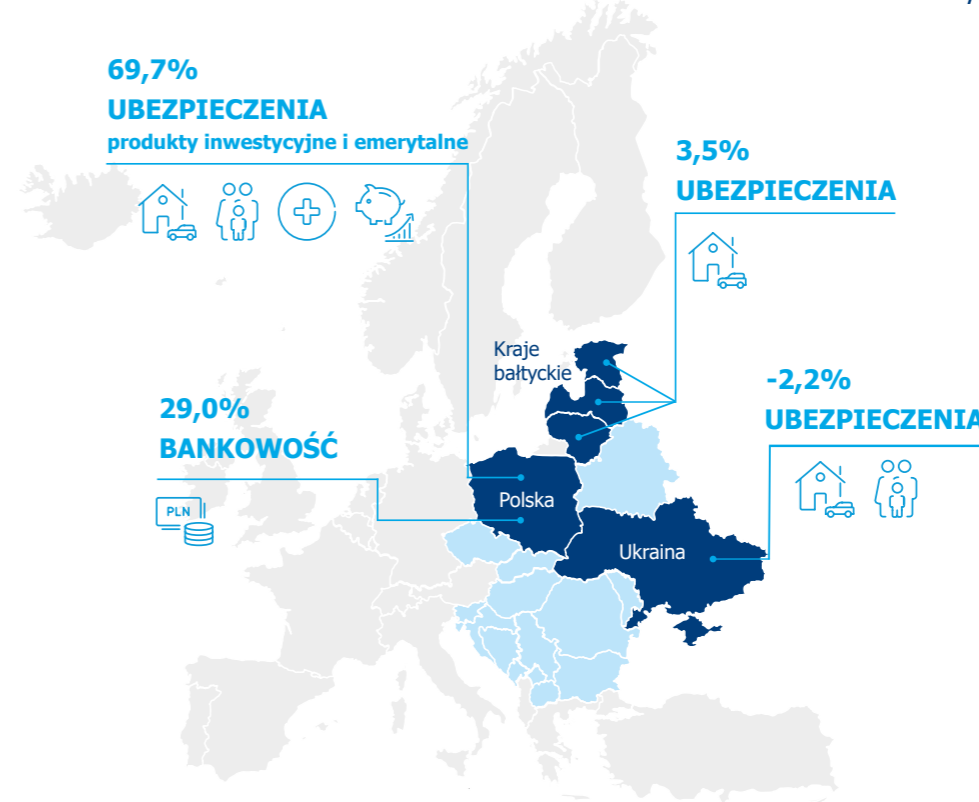 69,7%
UBEZPIECZENIA
produkty inwestycyjne i emerytalne
3,5%
UBEZPIECZENIA
Kraje
bałtyckie
-2,2%
UBEZPIECZENIA
29,0%
BANKOWOŚĆ
PLN
Polska
Ukraina